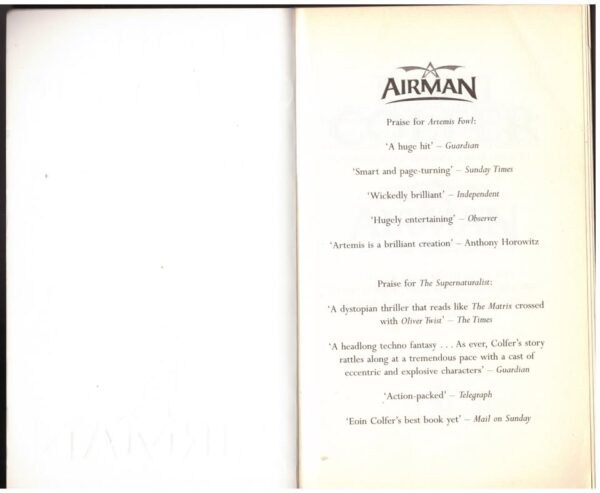 AIRMAN
Praise for Artemis Fowl:
‘A huge hit’ – Guardian
‘Smart and page-turning’ – Sunday Times
‘Wickedly brilliant’ – Independent
‘Hugely entertaining’ – Observer
‘Artemis is a brilliant creation’ – Anthony Horowitz
Praise for The Supernaturalist:
‘A dystopian thriller that reads like The Matrix crossed
with Oliver Twist’ – The Times
‘A headlong techno fantasy . . . As ever, Colfer’s story
rattles along at a tremendous pace with a cast of
eccentric and explosive characters’ – Guardian
‘Action-packed’ – Telegraph
‘Eoin Colfer’s best book yet’ – Mail on Sunday